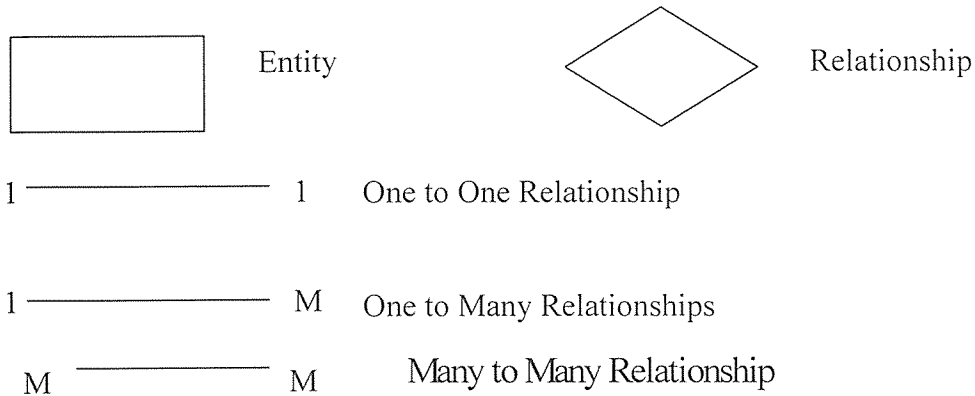 Entity Relationship
1 1 One to One Relationship
1 M One to Many Relationships
M M Many to Many Relationship